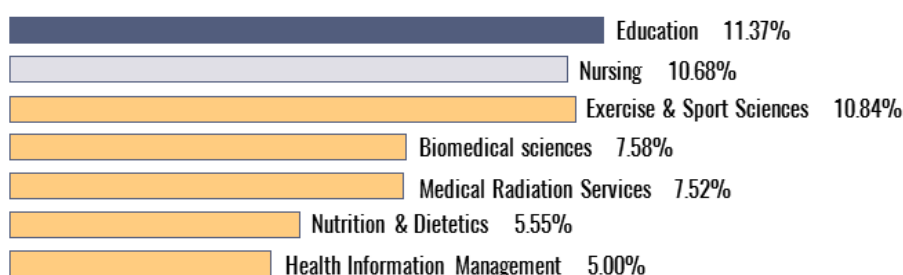 Education 11.37%
Nursing 10.68%
Exercise & Sport Sciences 10.84%
Biomedical sciences 7.58%
Medical Radiation Services 7.52%
Nutrition & Dietetics 5.55%
Health Information Management 5.00%